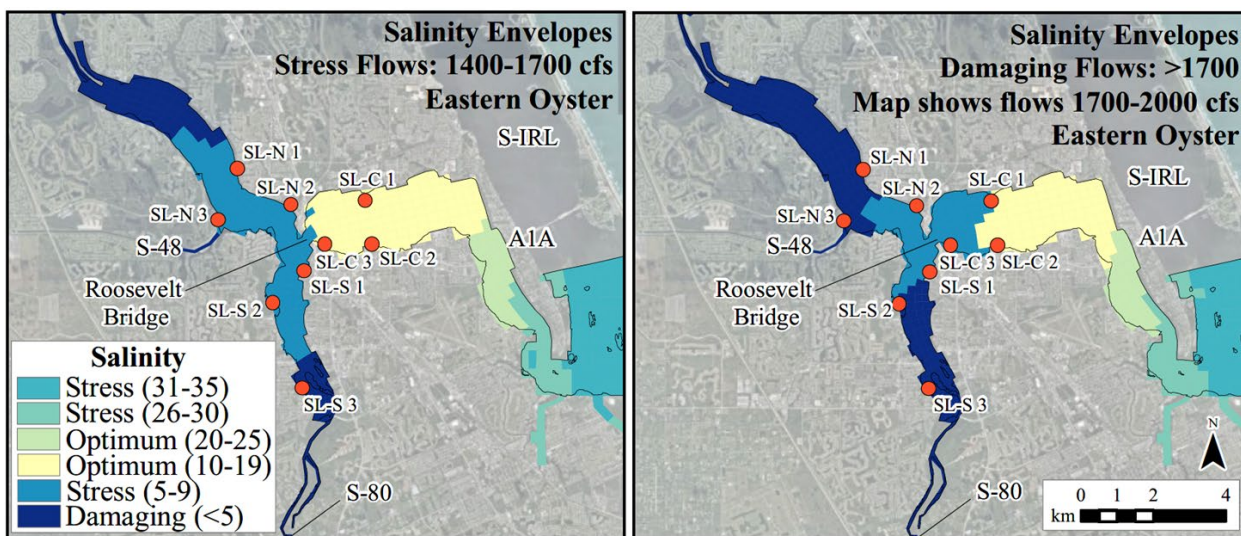 Salinity Envelopes
Stress Flows: 1400-1700 cfs
Eastern Oyster
S-IRL
SL-N 1
SL-N 2
SL-C 1
SL-N 3
S-48
A1A
SL-C 3
SL-C 2
Roosevelt
Bridge
SL-S 1
SL-S 2
Salinity
Stress (31-35)
Stress (26-30)
Optimum (20-25)
Optimum (10-19)
Stress (5-9)
Damaging (<5)
SL-S 3
S-80
Salinity Envelopes
Damaging Flows: >1700
Map shows flows 1700-2000 cfs
Eastern Oyster
SL-N 1
S-IRL
SL-N 2
SL-C 1
SL-N 3
S-48
A1A
SL-C 3
SL-C 2
Roosevelt
Bridge
SL-S 1
SL-S 2
SL-S 3
N
S-80
0 1 2 4
km